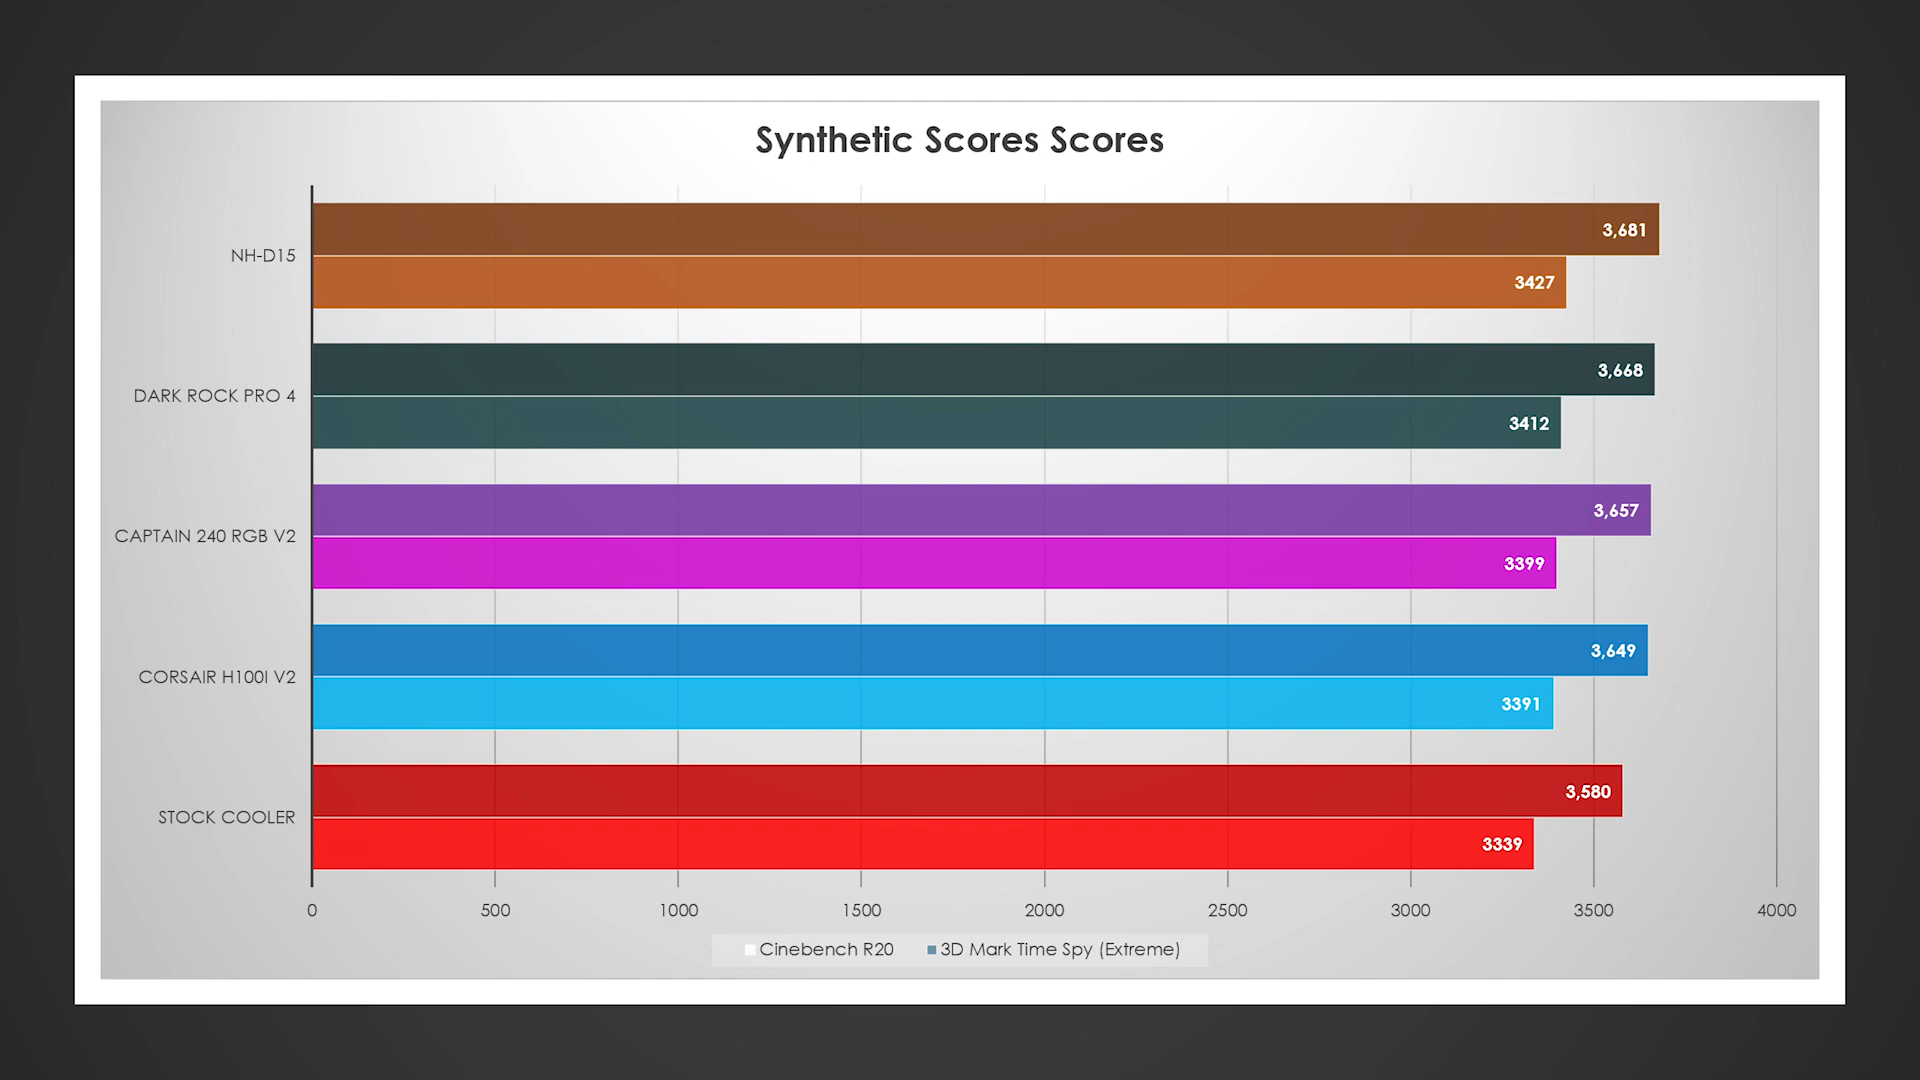 Synthetic Scores Scores
NH-D15
3,681
3427
DARK ROCK PRO 4
3,668
3412
CAPTAIN 240 RGB V2
3,657
3399
CORSAIR H100I V2
3,649
3391
STOCK COOLER
3,580
3339
0 500 1000 1500 2000 2500 3000 3500 4000
Cinebench R20 3D Mark Time Spy (Extreme)